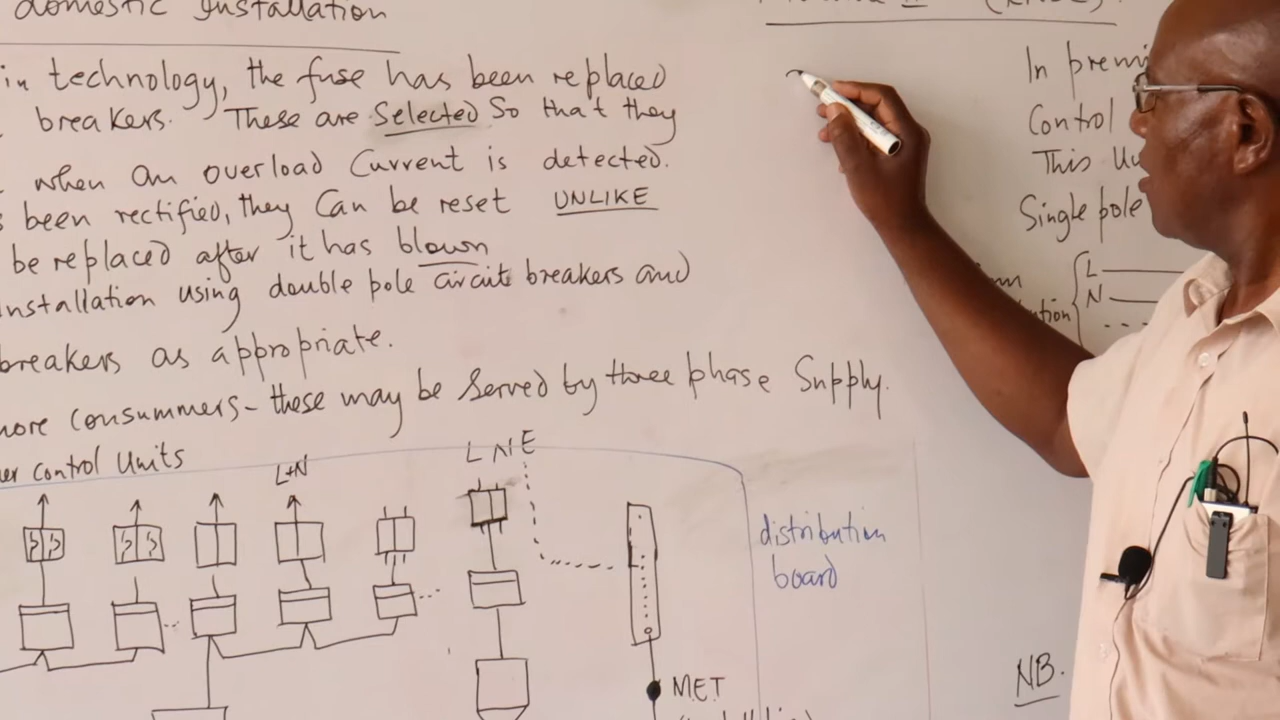 domestic Installation
in technology, the fuse has been replaced
breakers. These are Selected So that they
when an overload Current is detected.
been rectified, they Can be reset UNLIKE
be replaced after it has blown
installation using double pole circuit breakers and
breakers as appropriate.
more consummers- these may be Served by three phase Supply.
control Units
L+N
L N E
distribution
board
MET
In
Control
This
Single pole
L
N
NB.